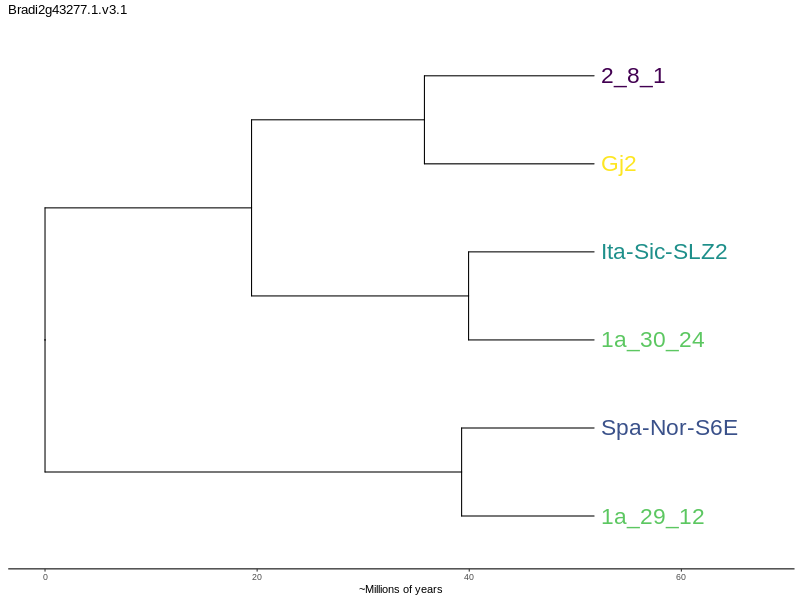 Bradi2g43277.1.v3.1
2_8_1
Gj2
Ita-Sic-SLZ2
1a_30_24
Spa-Nor-S6E
1a_29_12
0 20 40 60
~Millions of years